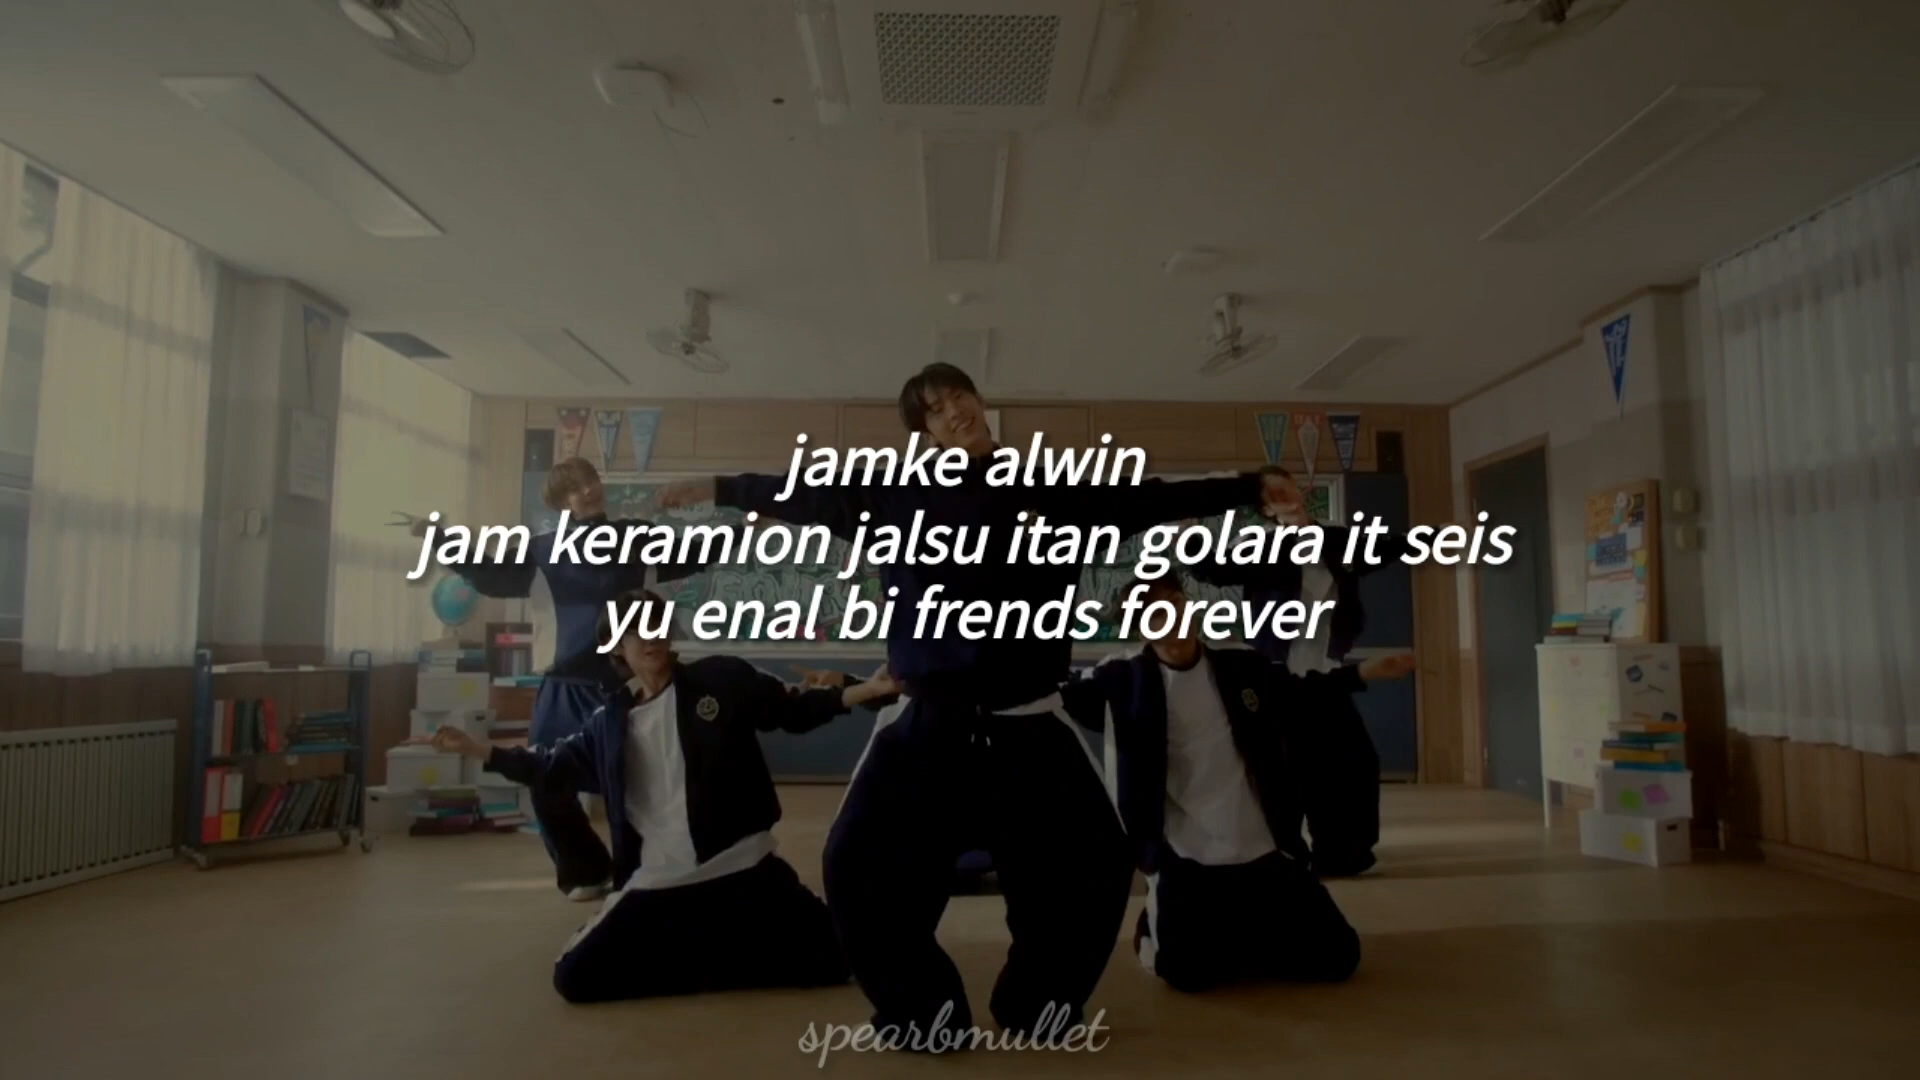 jamke alwin
jam keramion jalsu itan golara it seis
yu enal bi frends forever
spearbmullet